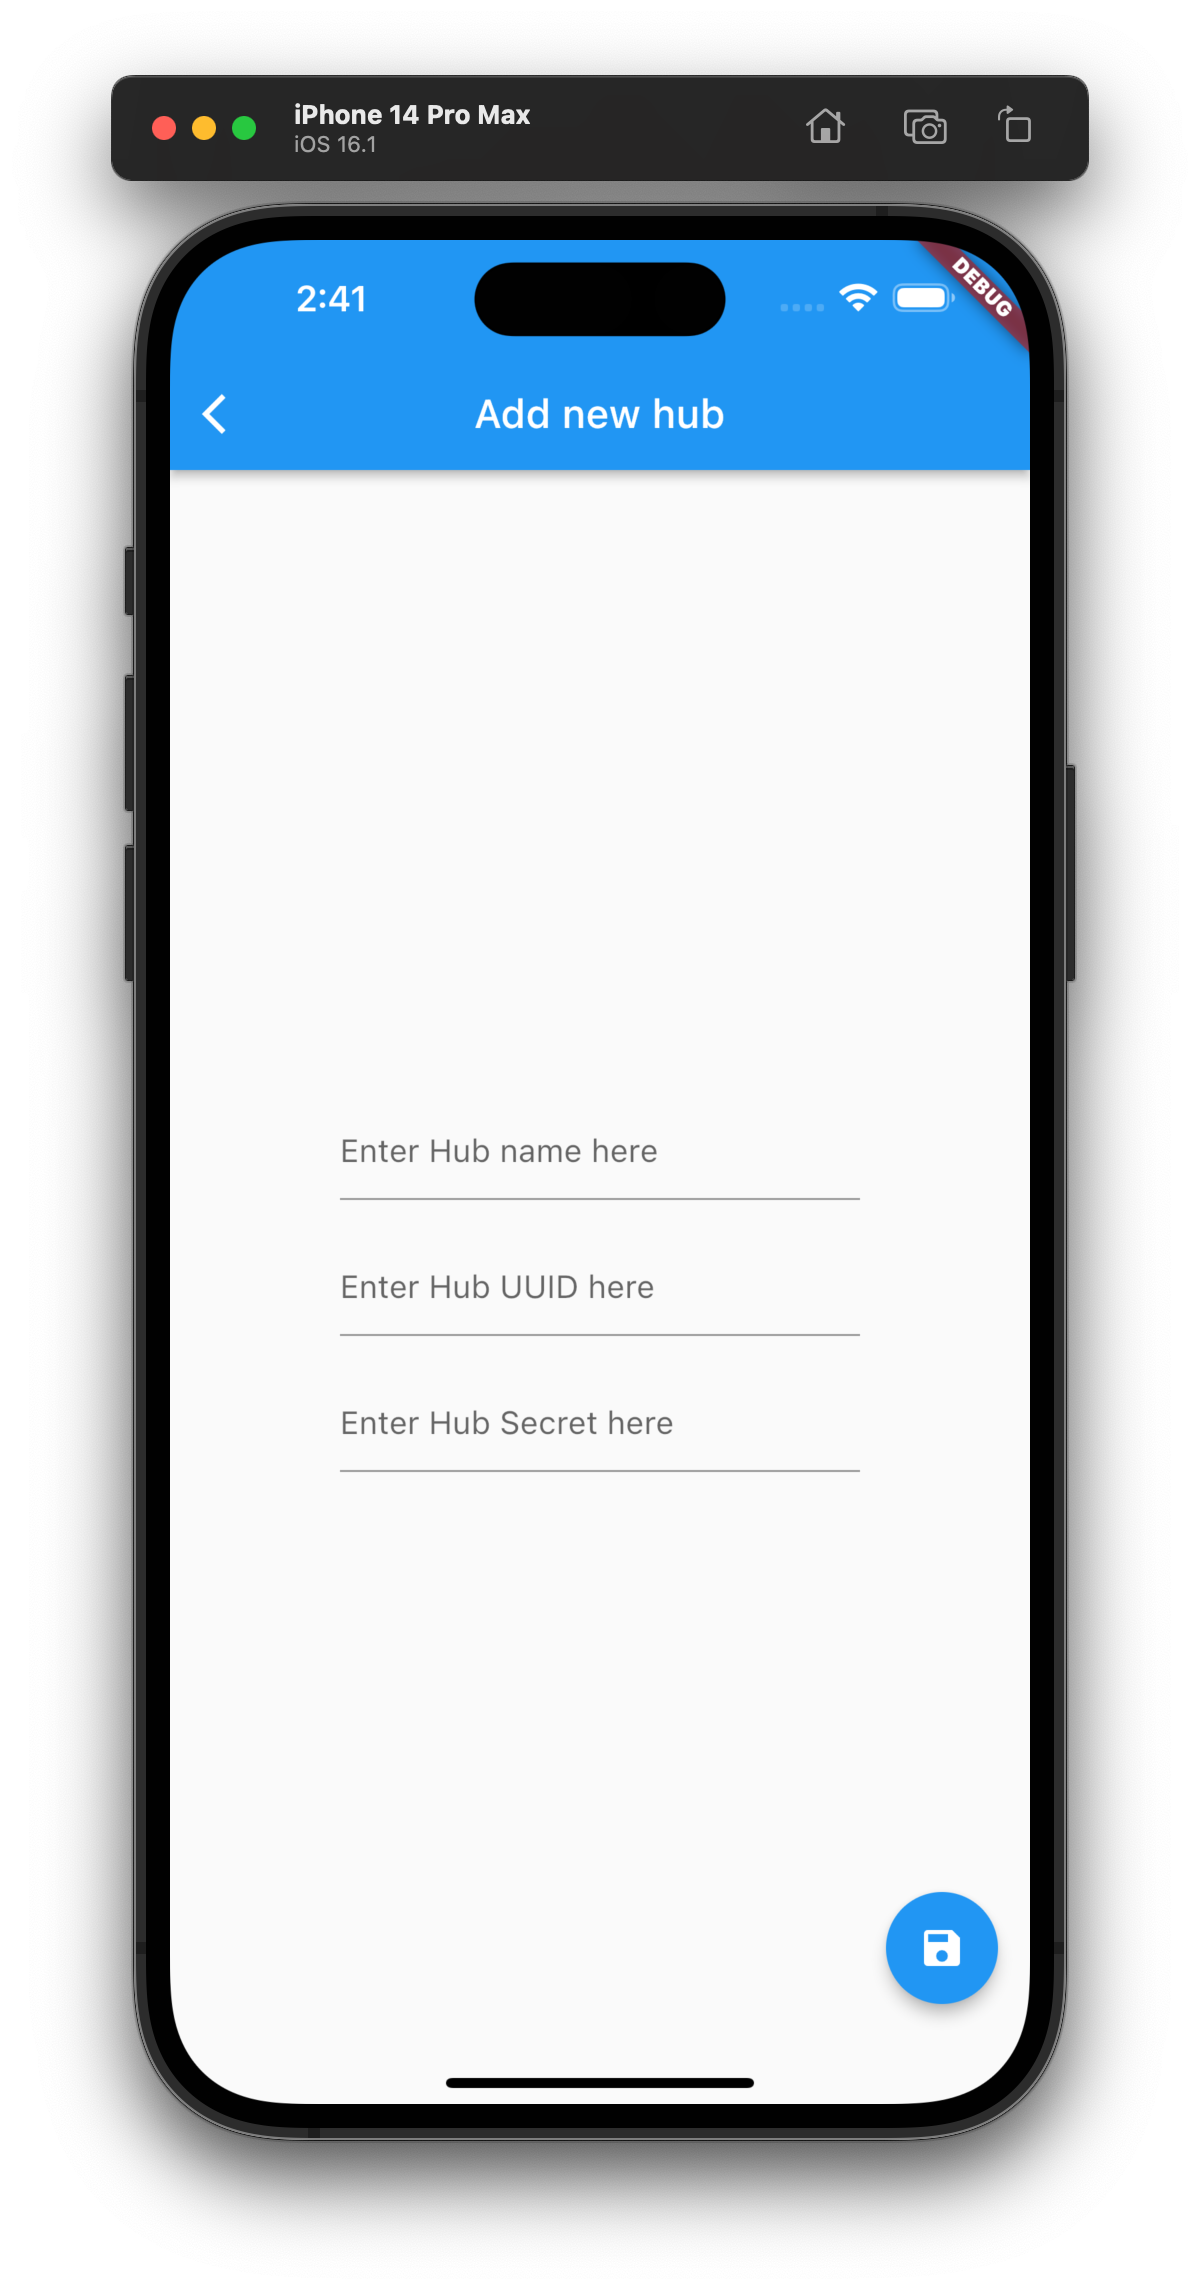 iPhone 14 Pro Max
iOS 16.1
2:41
DEBUG
Add new hub
Enter Hub name here
Enter Hub UUID here
Enter Hub Secret here